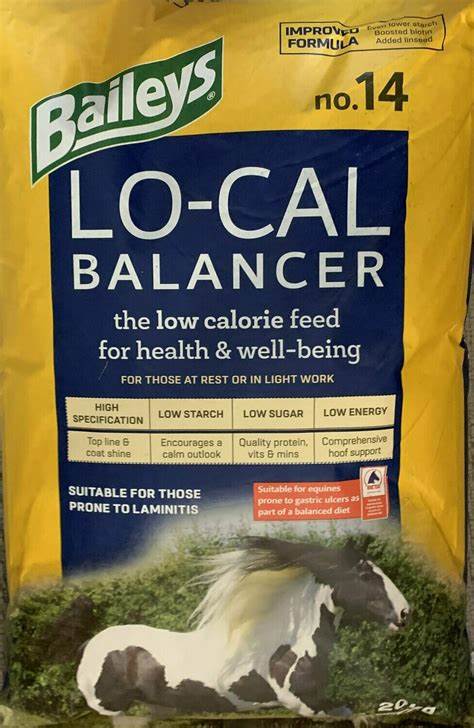 IMPROVED
FORMULA
Even lower starch
Boosted biotin
Added linseed
Baileys®
no.14
LO-CAL
BALANCER
the low calorie feed
for health & well-being
FOR THOSE AT REST OR IN LIGHT WORK
HIGH
SPECIFICATION
LOW STARCH
LOW SUGAR
LOW ENERGY
Top line &
coat shine
Encourages a
calm outlook
Quality protein,
vits & mins
Comprehensive
hoof support
SUITABLE FOR THOSE
PRONE TO LAMINITIS
Suitable for equines
prone to gastric ulcers as
part of a balanced diet
20kg